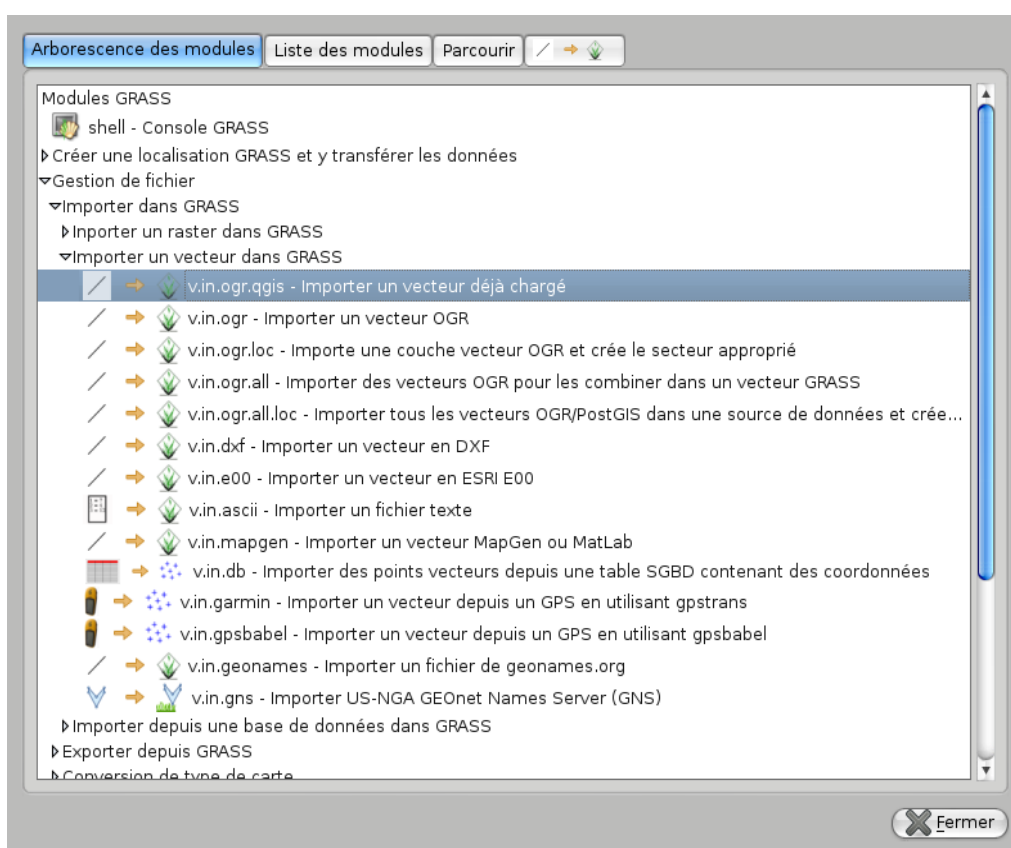 Arborescence des modules Liste des modules Parcourir
Modules GRASS
shell - Console GRASS
Créer une localisation GRASS et y transférer les données
Gestion de fichier
Importer dans GRASS
Inporter un raster dans GRASS
Importer un vecteur dans GRASS
v.in.ogr.qgis - Importer un vecteur déjà chargé
v.in.ogr - Importer un vecteur OGR
v.in.ogr.loc - Importe une couche vecteur OGR et crée le secteur approprié
v.in.ogr.all - Importer des vecteurs OGR pour les combiner dans un vecteur GRASS
v.in.ogr.all.loc - Importer tous les vecteurs OGR/PostGIS dans une source de données et crée...
v.in.dxf - Importer un vecteur en DXF
v.in.e00 - Importer un vecteur en ESRI E00
v.in.ascii - Importer un fichier texte
v.in.mapgen - Importer un vecteur MapGen ou MatLab
v.in.db - Importer des points vecteurs depuis une table SGBD contenant des coordonnées
v.in.garmin - Importer un vecteur depuis un GPS en utilisant gpstrans
v.in.gpsbabel - Importer un vecteur depuis un GPS en utilisant gpsbabel
v.in.geonames - Importer un fichier de geonames.org
v.in.gns - Importer US-NGA GEOnet Names Server (GNS)
Importer depuis une base de données dans GRASS
Exporter depuis GRASS
Conversion de type de carte
Fermer